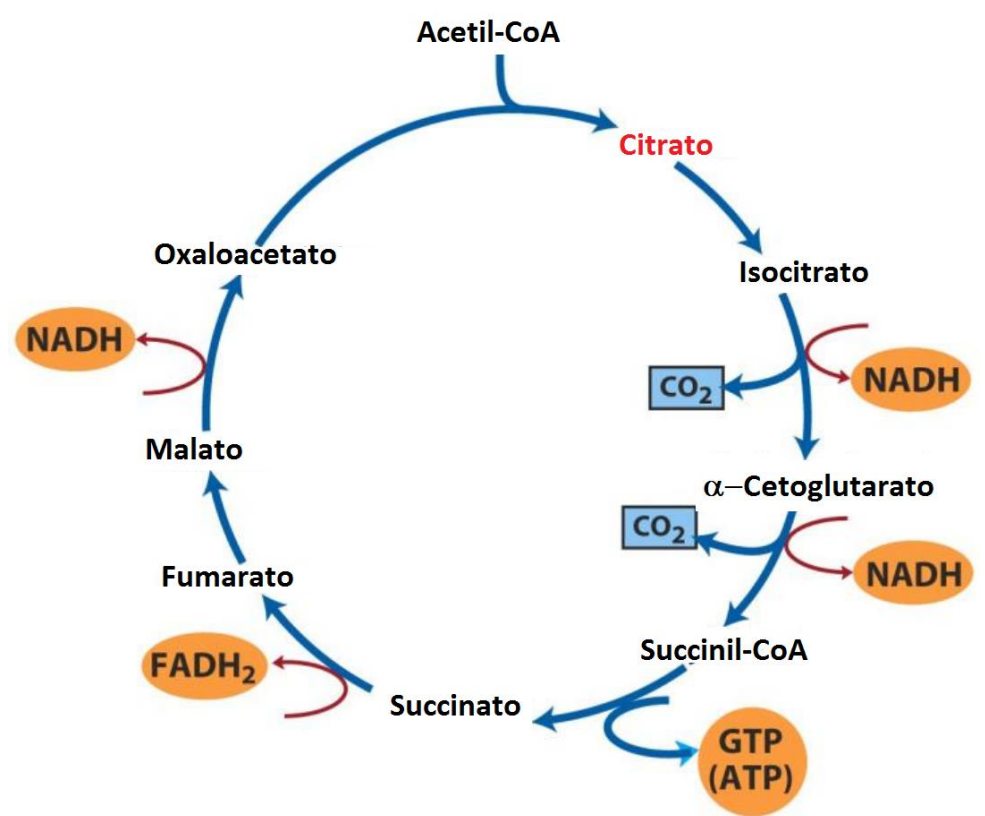 Acetil-CoA
Citrato
Oxaloacetato
Isocitrato
NADH
CO₂
NADH
Malato
α−Cetoglutarato
CO₂
NADH
Fumarato
Succinil-CoA
FADH₂
Succinato
GTP
(ATP)